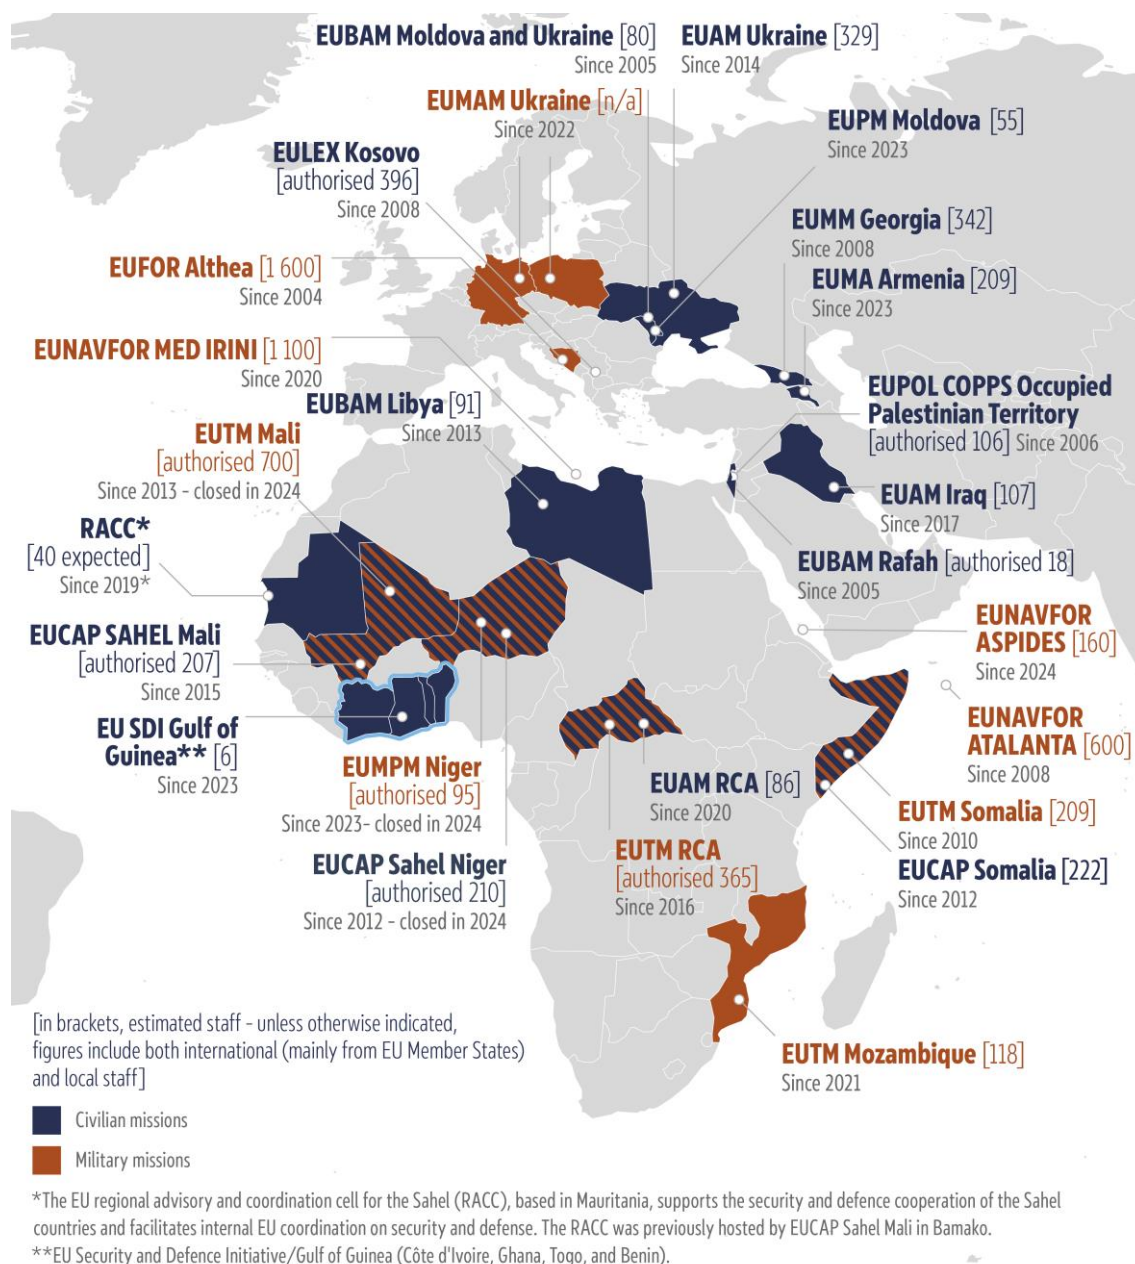 EUBAM Moldova and Ukraine [80]
Since 2005
EUAM Ukraine [329]
Since 2014
EUMAM Ukraine [n/a]
Since 2022
EUPM Moldova [55]
Since 2023
EULEX Kosovo
[authorised 396]
Since 2008
EUMM Georgia [342]
Since 2008
EUFOR Althea [1 600]
Since 2004
EUMA Armenia [209]
Since 2023
EUNAVFOR MED IRINI [1 100]
Since 2020
EUBAM Libya [91]
Since 2013
EUPOL COPPS Occupied
Palestinian Territory
[authorised 106] Since 2006
EUTM Mali
[authorised 700]
Since 2013 - closed in 2024
EUAM Iraq [107]
Since 2017
RACC*
[40 expected]
Since 2019*
EUBAM Rafah [authorised 18]
Since 2005
EUCAP SAHEL Mali
[authorised 207]
Since 2015
EUNAVFOR
ASPIDES [160]
Since 2024
EU SDI Gulf of
Guinea** [6]
Since 2023
EUNAVFOR
ATALANTA [600]
Since 2008
EUMPM Niger
[authorised 95]
Since 2023- closed in 2024
EUAM RCA [86]
Since 2020
EUTM Somalia [209]
Since 2010
EUCAP Sahel Niger
[authorised 210]
Since 2012 - closed in 2024
EUTM RCA
[authorised 365]
Since 2016
EUCAP Somalia [222]
Since 2012
EUTM Mozambique [118]
Since 2021
[in brackets, estimated staff - unless otherwise indicated,
figures include both international (mainly from EU Member States)
and local staff]
Civilian missions
Military missions
*The EU regional advisory and coordination cell for the Sahel (RACC), based in Mauritania, supports the security and defence cooperation of the Sahel
countries and facilitates internal EU coordination on security and defense. The RACC was previously hosted by EUCAP Sahel Mali in Bamako.
**EU Security and Defence Initiative/Gulf of Guinea (Côte d'Ivoire, Ghana, Togo, and Benin).